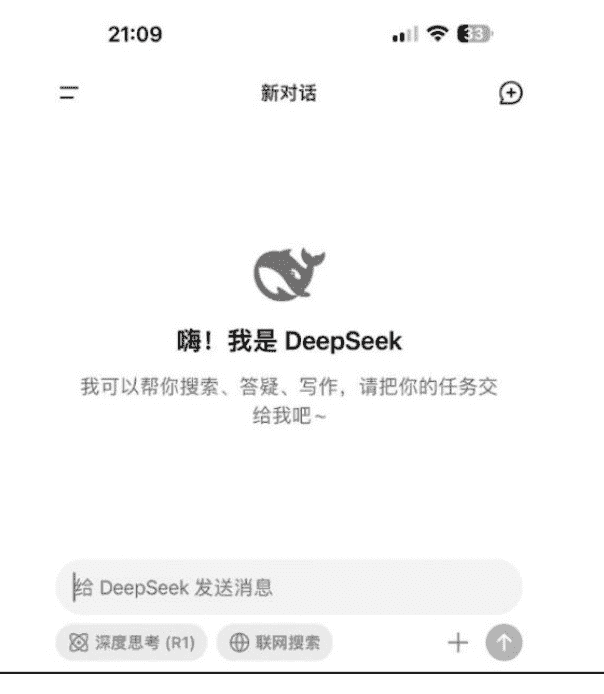 21:09
33
新对话
嗨！我是 DeepSeek
我可以帮你搜索、答疑、写作，请把你的任务交
给我吧～
给 DeepSeek 发送消息
深度思考 (R1)
联网搜索